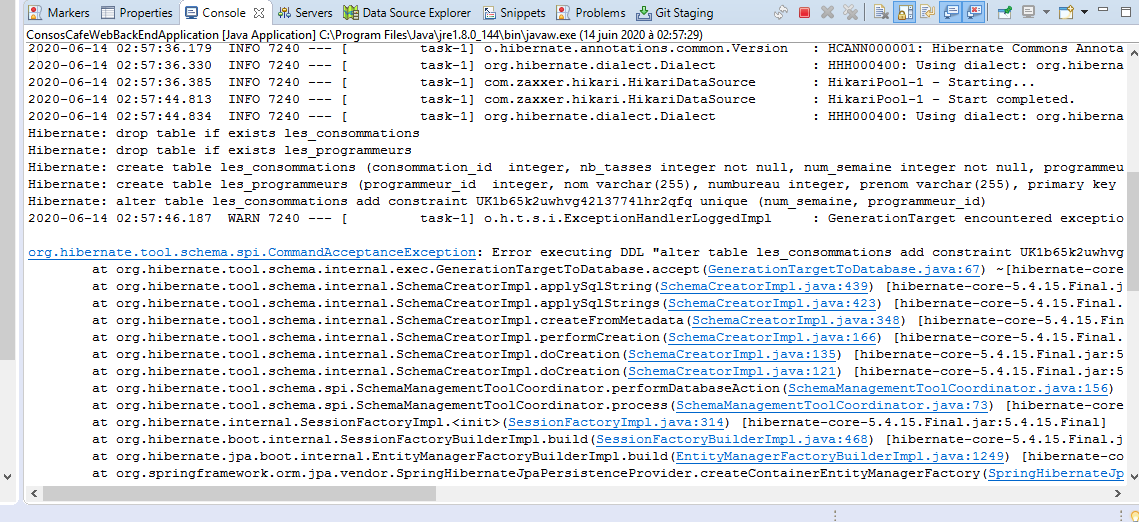 Markers Properties Console Servers Data Source Explorer Snippets Problems Git Staging
ConsosCafeWebBackEndApplication [Java Application] C:\Program Files\Java\jre1.8.0_144\bin\javaw.exe (14 juin 2020 à 02:57:29)
2020-06-14 02:57:36.179 INFO 7240 --- [ task-1] o.hibernate.annotations.common.Version : HCANN000001: Hibernate Commons Annota
2020-06-14 02:57:36.330 INFO 7240 --- [ task-1] org.hibernate.dialect.Dialect : HHH000400: Using dialect: org.hiberna
2020-06-14 02:57:36.385 INFO 7240 --- [ task-1] com.zaxxer.hikari.HikariDataSource : HikariPool-1 - Starting...
2020-06-14 02:57:44.813 INFO 7240 --- [ task-1] com.zaxxer.hikari.HikariDataSource : HikariPool-1 - Start completed.
2020-06-14 02:57:44.834 INFO 7240 --- [ task-1] org.hibernate.dialect.Dialect : HHH000400: Using dialect: org.hiberna
Hibernate: drop table if exists les_consommations
Hibernate: drop table if exists les_programmeurs
Hibernate: create table les_consommations (consommation_id integer, nb_tasses integer not null, num_semaine integer not null, programmeu
Hibernate: create table les_programmeurs (programmeur_id integer, nom varchar(255), numbureau integer, prenom varchar(255), primary key
Hibernate: alter table les_consommations add constraint UK1b65k2uwhvg42l3774lhr2qfq unique (num_semaine, programmeur_id)
2020-06-14 02:57:46.187 WARN 7240 --- [ task-1] o.h.t.s.i.ExceptionHandlerLoggedImpl : GenerationTarget encountered exceptio
org.hibernate.tool.schema.spi.CommandAcceptanceException: Error executing DDL "alter table les_consommations add constraint UK1b65k2uwhvg
at org.hibernate.tool.schema.internal.exec.GenerationTargetToDatabase.accept(GenerationTargetToDatabase.java:67) ~[hibernate-core
at org.hibernate.tool.schema.internal.SchemaCreatorImpl.applySqlString(SchemaCreatorImpl.java:439) [hibernate-core-5.4.15.Final.j
at org.hibernate.tool.schema.internal.SchemaCreatorImpl.applySqlStrings(SchemaCreatorImpl.java:423) [hibernate-core-5.4.15.Final.
at org.hibernate.tool.schema.internal.SchemaCreatorImpl.createFromMetadata(SchemaCreatorImpl.java:348) [hibernate-core-5.4.15.Fin
at org.hibernate.tool.schema.internal.SchemaCreatorImpl.performCreation(SchemaCreatorImpl.java:166) [hibernate-core-5.4.15.Final.
at org.hibernate.tool.schema.internal.SchemaCreatorImpl.doCreation(SchemaCreatorImpl.java:135) [hibernate-core-5.4.15.Final.jar:5
at org.hibernate.tool.schema.internal.SchemaCreatorImpl.doCreation(SchemaCreatorImpl.java:121) [hibernate-core-5.4.15.Final.jar:5
at org.hibernate.tool.schema.spi.SchemaManagementToolCoordinator.performDatabaseAction(SchemaManagementToolCoordinator.java:156)
at org.hibernate.tool.schema.spi.SchemaManagementToolCoordinator.process(SchemaManagementToolCoordinator.java:73) [hibernate-core
at org.hibernate.internal.SessionFactoryImpl.<init>(SessionFactoryImpl.java:314) [hibernate-core-5.4.15.Final.jar:5.4.15.Final]
at org.hibernate.boot.internal.SessionFactoryBuilderImpl.build(SessionFactoryBuilderImpl.java:468) [hibernate-core-5.4.15.Final.j
at org.hibernate.jpa.boot.internal.EntityManagerFactoryBuilderImpl.build(EntityManagerFactoryBuilderImpl.java:1249) [hibernate-co
at org.springframework.orm.jpa.vendor.SpringHibernateJpaPersistenceProvider.createContainerEntityManagerFactory(SpringHibernateJp